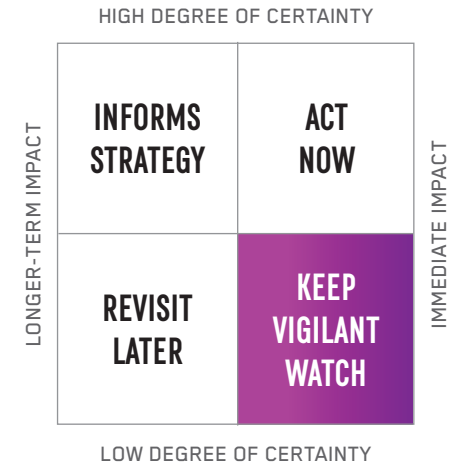 HIGH DEGREE OF CERTAINTY
LONGER-TERM IMPACT
INFORMS
STRATEGY
ACT
NOW
IMMEDIATE IMPACT
REVISIT
LATER
KEEP
VIGILANT
WATCH
LOW DEGREE OF CERTAINTY